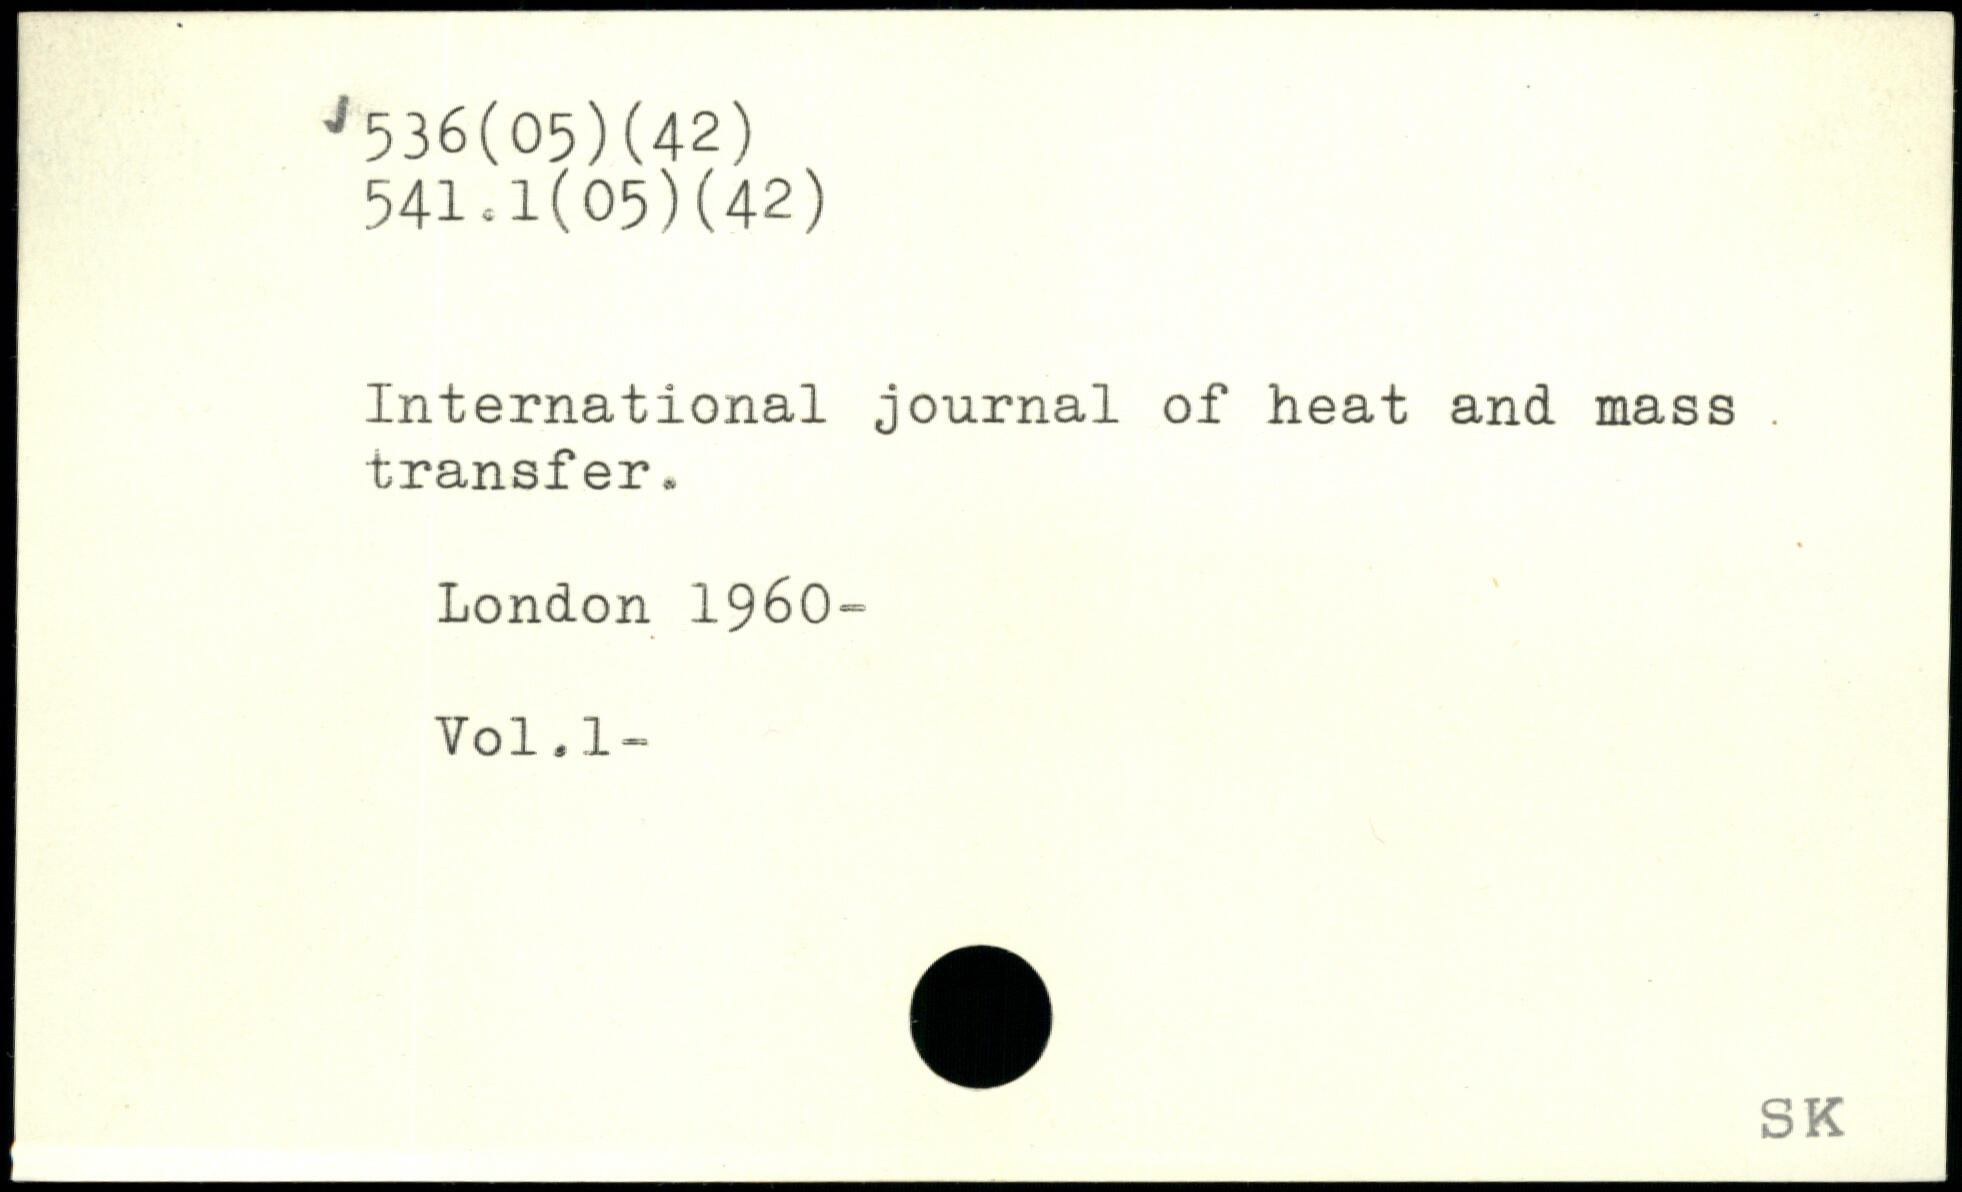 536(05)(42)
541.1(05)(42)
International journal of heat and mass
transfer.
London 1960-
Vol.1-
SK